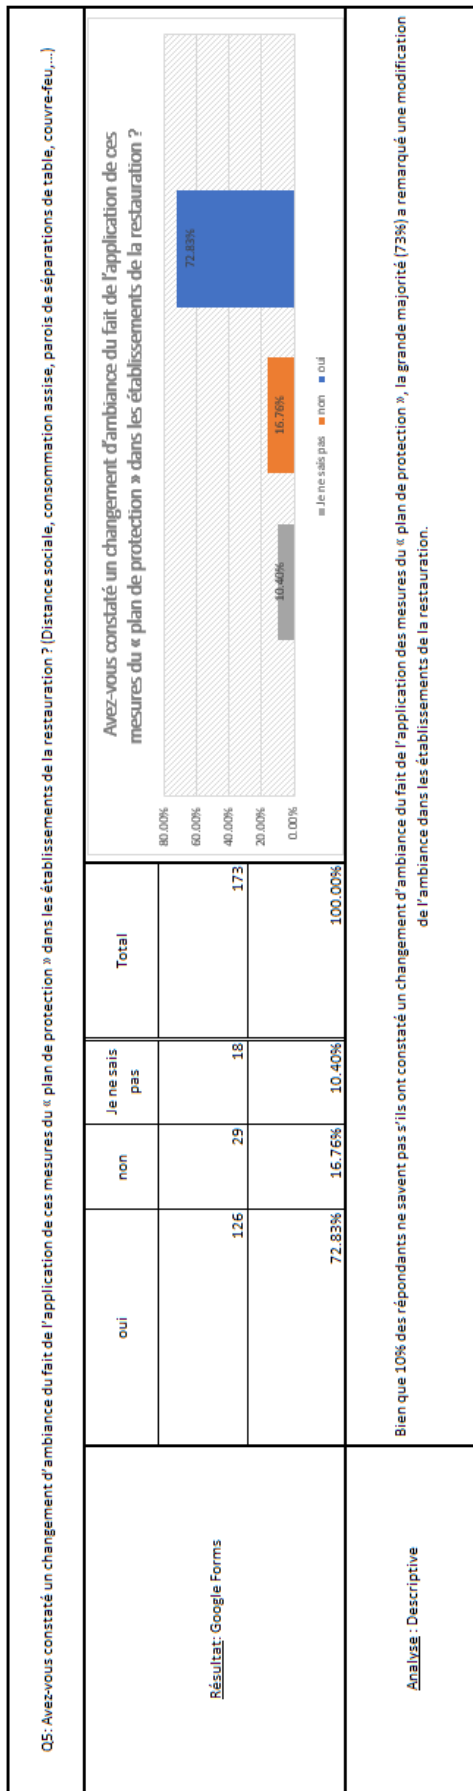 Q5: Avez-vous constaté un changement d'ambiance du fait de l'application de ces mesures du « plan de protection » dans les établissements de la restauration ? (Distance sociale, consommation assise, parois de séparations de table, couvre-feu,...)
Résultat: Google Forms
oui
non
Je ne sais
pas
Total
126
29
18
173
72.83%
16.76%
10.40%
100.00%
Avez-vous constaté un changement d'ambiance du fait de l'application de ces
mesures du « plan de protection » dans les établissements de la restauration ?
80.00%
60.00%
40.00%
20.00%
0.00%
10.40%
16.76%
72.83%
Je ne sais pas non oui
Analyse : Descriptive
Bien que 10% des répondants ne savent pas s'ils ont constaté un changement d'ambiance du fait de l'application des mesures du « plan de protection », la grande majorité (73%) a remarqué une modification
de l'ambiance dans les établissements de la restauration.